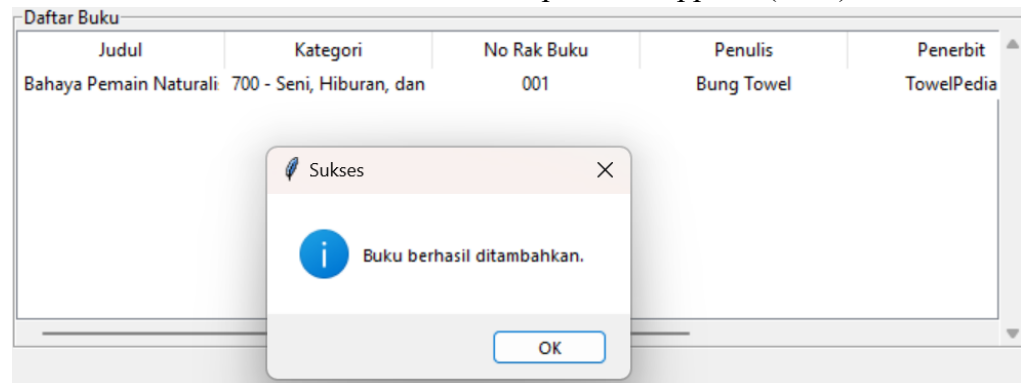 Daftar Buku
Judul Kategori No Rak Buku Penulis Penerbit
Bahaya Pemain Naturali 700 - Seni, Hiburan, dan 001 Bung Towel TowelPedia
Sukses
Buku berhasil ditambahkan.
OK